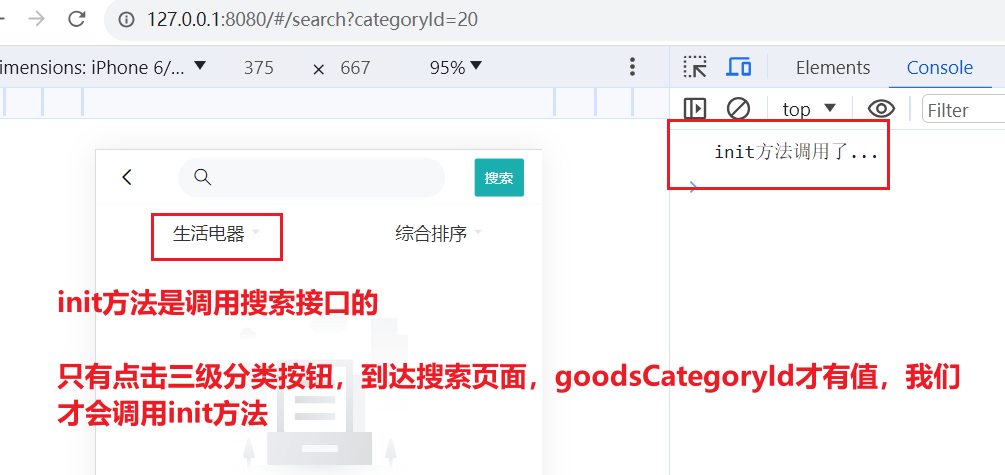 127.0.0.1:8080/#/search?categoryId=20
imensions: iPhone 6/... 375 × 667 95% Elements Console
top Filter
init方法调用了...
搜索
生活电器 综合排序
init方法是调用搜索接口的
只有点击三级分类按钮，到达搜索页面，goodsCategoryId才有值，我们
才会调用init方法